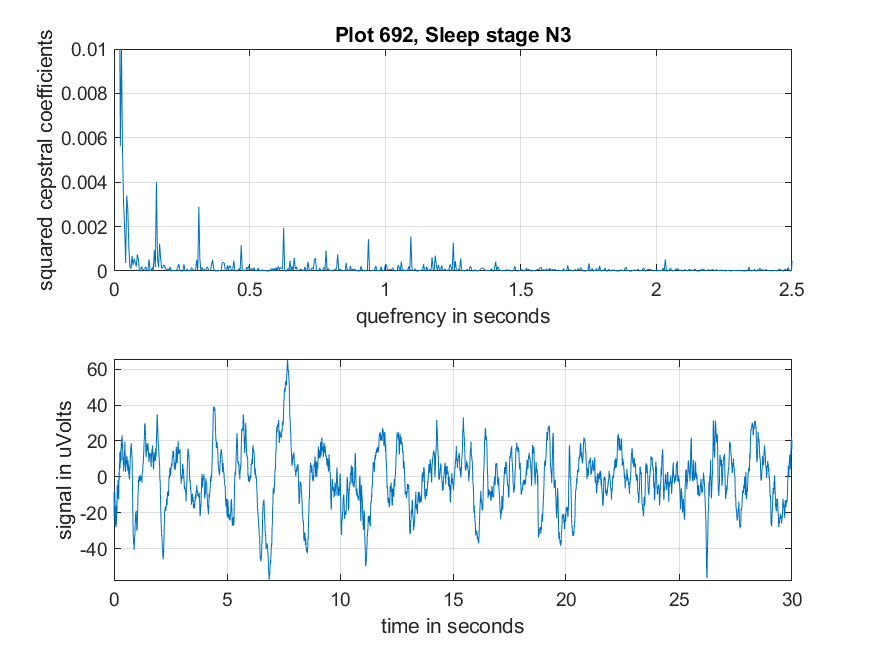 Plot 692, Sleep stage N3
squared cepstral coefficients
0.01
0.008
0.006
0.004
0.002
0
0 0.5 1 1.5 2 2.5
quefrency in seconds
signal in uVolts
60
40
20
0
-20
-40
0 5 10 15 20 25 30
time in seconds